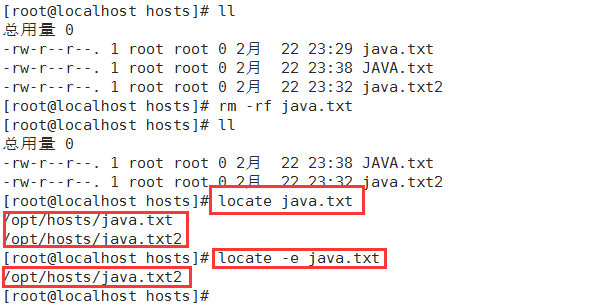 [root@localhost hosts]# ll
总用量 0
-rw-r--r--. 1 root root 0 2月  22 23:29 java.txt
-rw-r--r--. 1 root root 0 2月  22 23:38 JAVA.txt
-rw-r--r--. 1 root root 0 2月  22 23:32 java.txt2
[root@localhost hosts]# rm -rf java.txt
[root@localhost hosts]# ll
总用量 0
-rw-r--r--. 1 root root 0 2月  22 23:38 JAVA.txt
-rw-r--r--. 1 root root 0 2月  22 23:32 java.txt2
[root@localhost hosts]# locate java.txt
/opt/hosts/java.txt
/opt/hosts/java.txt2
[root@localhost hosts]# locate -e java.txt
/opt/hosts/java.txt2
[root@localhost hosts]#